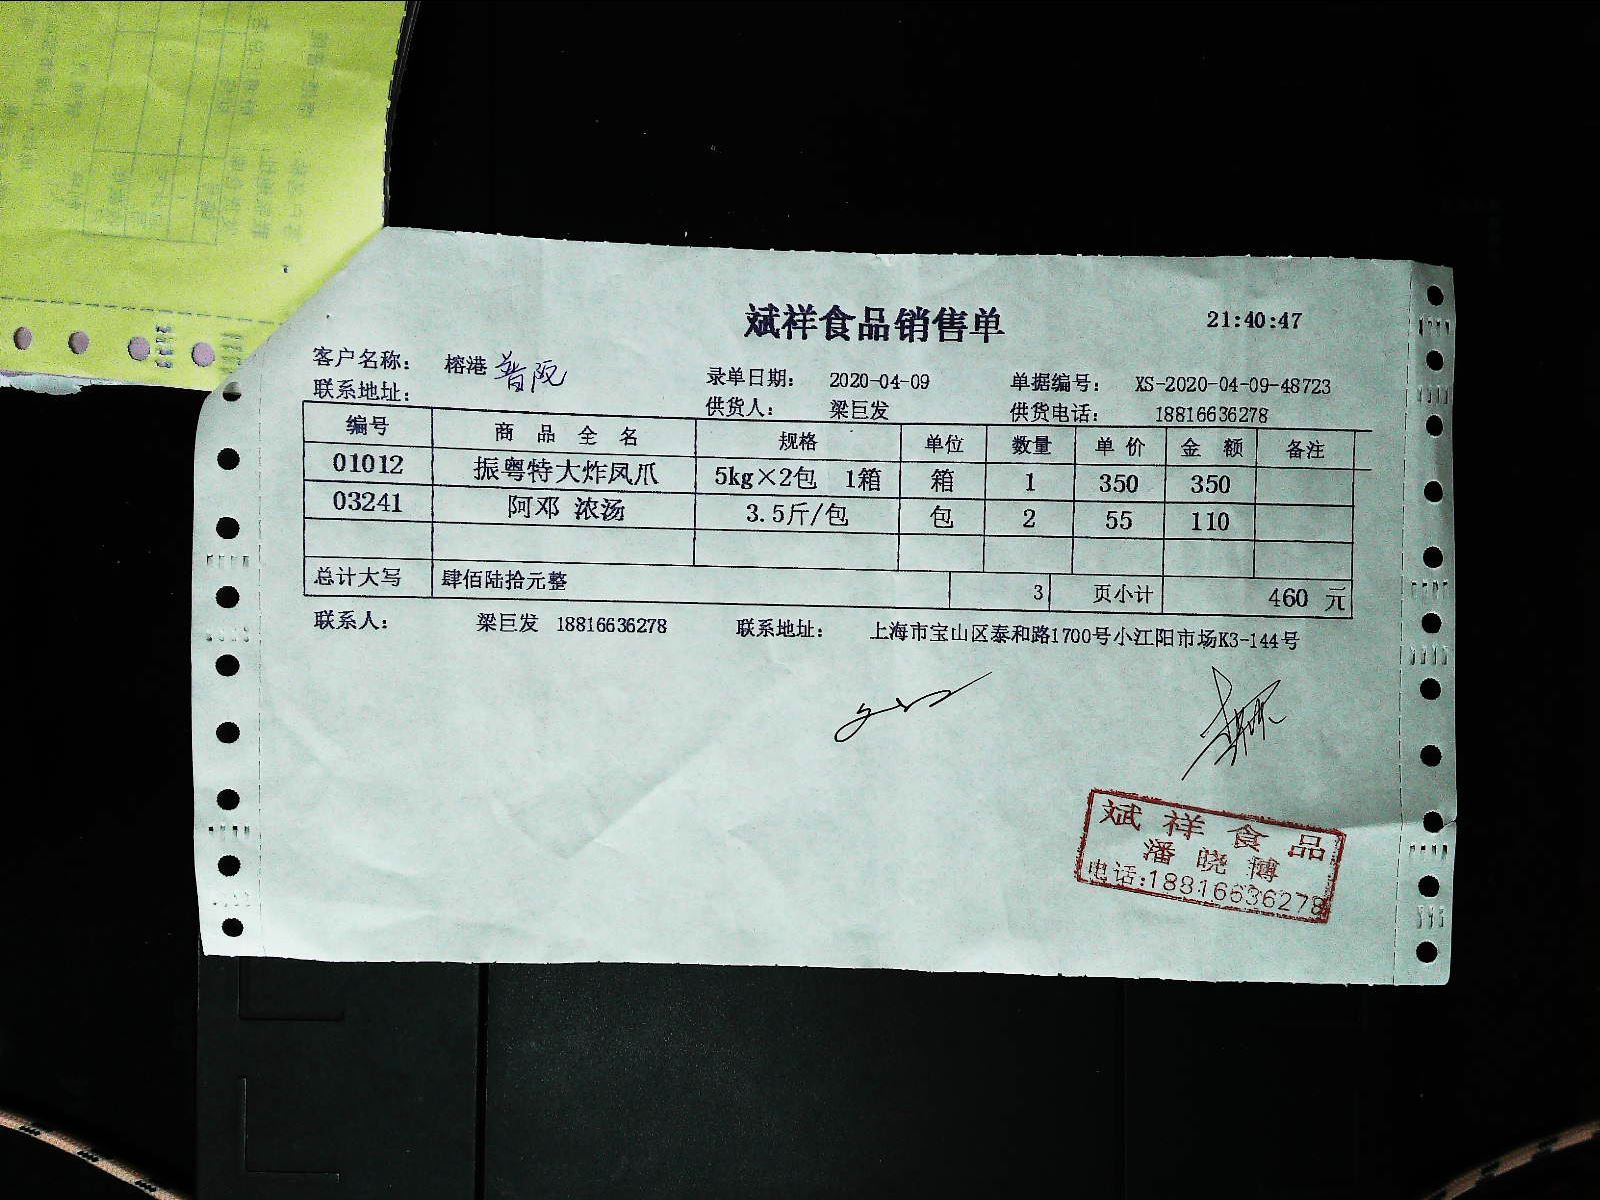 斌祥食品销售单
21:40:47
客户名称: 榕港 普陀
录单日期: 2020-04-09 单据编号: XS-2020-04-09-48723
联系地址:
供货人: 梁巨发 供货电话: 18816636278
编号 商品全名 规格 单位 数量 单价 金额 备注
01012 振粤特大炸凤爪 5kg×2包 1箱 箱 1 350 350
03241 阿邓 浓汤 3.5斤/包 包 2 55 110
总计大写 肆佰陆拾元整 3 页小计 460 元
联系人: 梁巨发 18816636278 联系地址: 上海市宝山区泰和路1700号小江阳市场K3-144号
斌祥食品
潘晓博
电话:18816636278